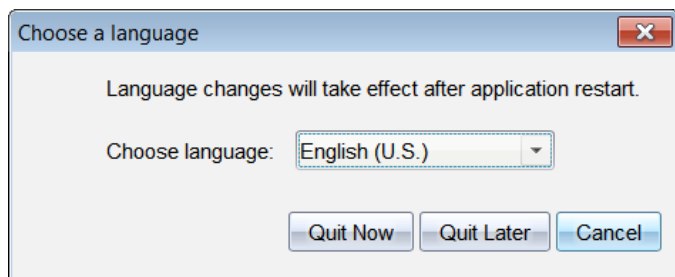 Choose a language
Language changes will take effect after application restart.
Choose language: English (U.S.)
Quit Now Quit Later Cancel